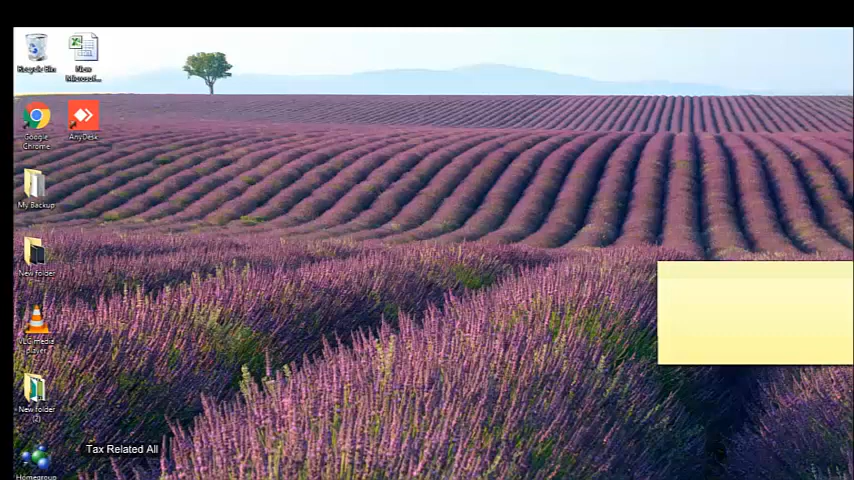 Recycle Bin
New
Microsof...
Google
Chrome
AnyDesk
My Backup
New folder
VLC media
player
New folder
(2)
Homegroup
Tax Related All